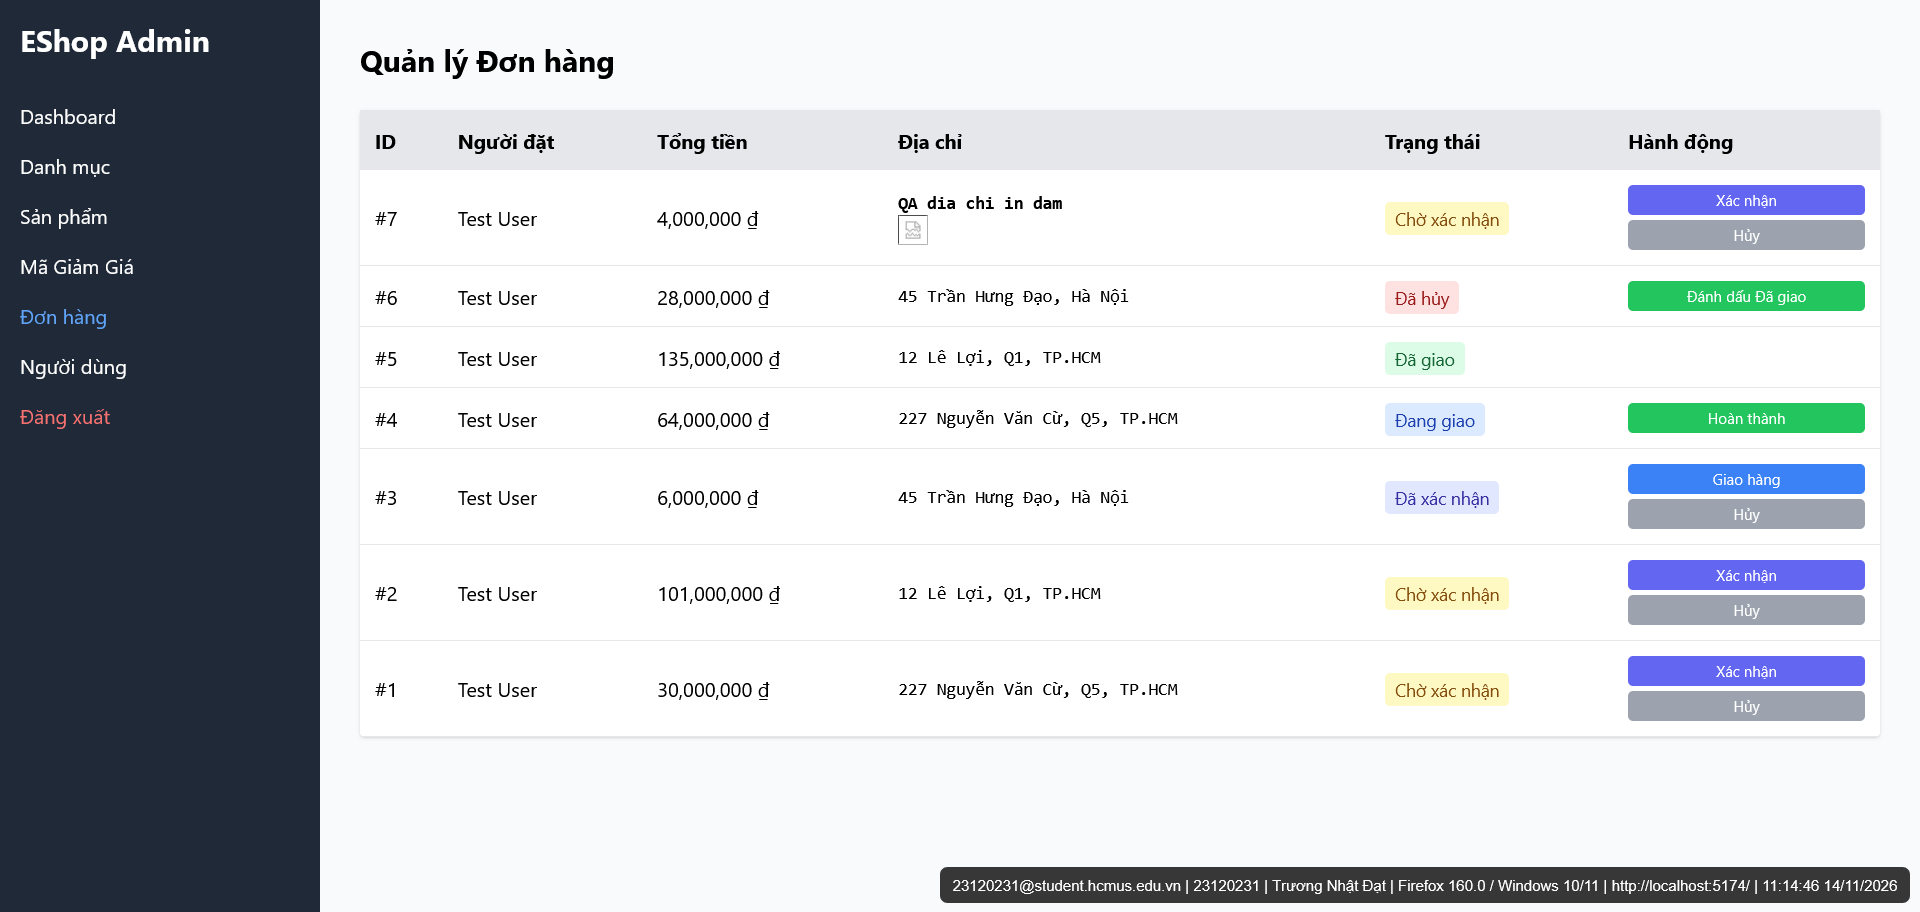 EShop Admin
Dashboard
Danh mục
Sản phẩm
Mã Giảm Giá
Đơn hàng
Người dùng
Đăng xuất
Quản lý Đơn hàng
ID Người đặt Tổng tiền Địa chỉ Trạng thái Hành động
#7 Test User 4,000,000 ₫ QA dia chi in dam Chờ xác nhận Xác nhận
Hủy
#6 Test User 28,000,000 ₫ 45 Trần Hưng Đạo, Hà Nội Đã hủy Đánh dấu Đã giao
#5 Test User 135,000,000 ₫ 12 Lê Lợi, Q1, TP.HCM Đã giao
#4 Test User 64,000,000 ₫ 227 Nguyễn Văn Cừ, Q5, TP.HCM Đang giao Hoàn thành
#3 Test User 6,000,000 ₫ 45 Trần Hưng Đạo, Hà Nội Đã xác nhận Giao hàng
Hủy
#2 Test User 101,000,000 ₫ 12 Lê Lợi, Q1, TP.HCM Chờ xác nhận Xác nhận
Hủy
#1 Test User 30,000,000 ₫ 227 Nguyễn Văn Cừ, Q5, TP.HCM Chờ xác nhận Xác nhận
Hủy
23120231@student.hcmus.edu.vn | 23120231 | Trương Nhật Đạt | Firefox 160.0 / Windows 10/11 | http://localhost:5174/ | 11:14:46 14/11/2026